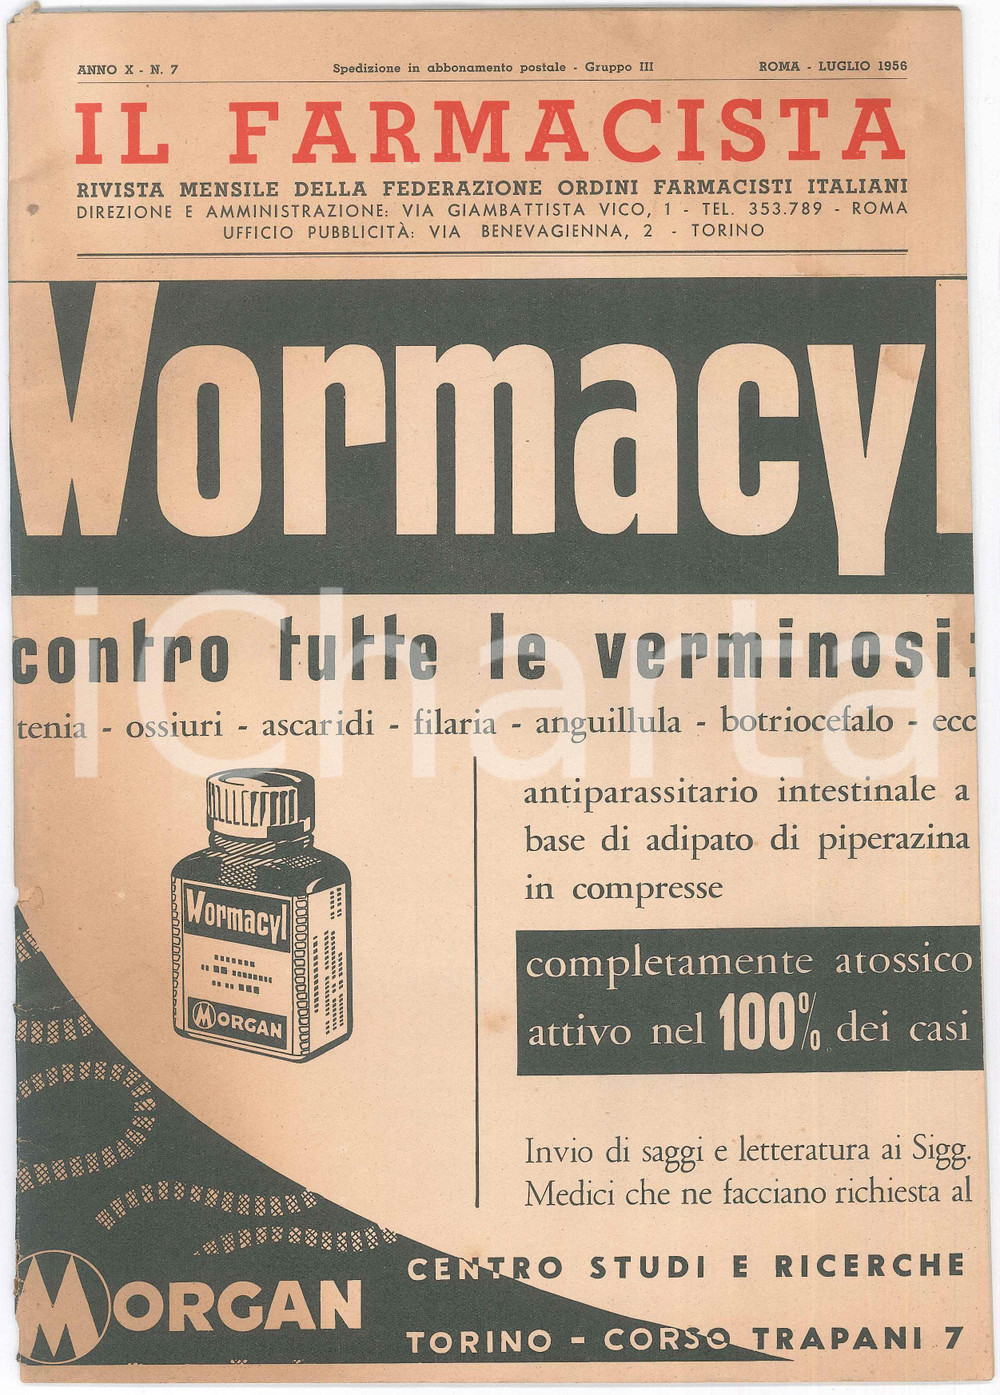 ANNO X - N. 7
Spedizione in abbonamento postale - Gruppo III
ROMA - LUGLIO 1956
IL FARMACISTA
RIVISTA MENSILE DELLA FEDERAZIONE ORDINI FARMACISTI ITALIANI
DIREZIONE E AMMINISTRAZIONE: VIA GIAMBATTISTA VICO, 1 - TEL. 353.789 - ROMA
UFFICIO PUBBLICITÀ: VIA BENEVAGIENNA, 2 - TORINO
Wormacyl
contro tutte le verminosi:
tenia - ossiuri - ascaridi - filaria - anguillula - botriocefalo - ecc
iCharta
antiparassitario intestinale a
base di adipato di piperazina
in compresse
Wormacyl
MORGAN
completamente atossico
attivo nel 100% dei casi
Invio di saggi e letteratura ai Sigg.
Medici che ne facciano richiesta al
CENTRO STUDI E RICERCHE
MORGAN
TORINO - CORSO TRAPANI 7